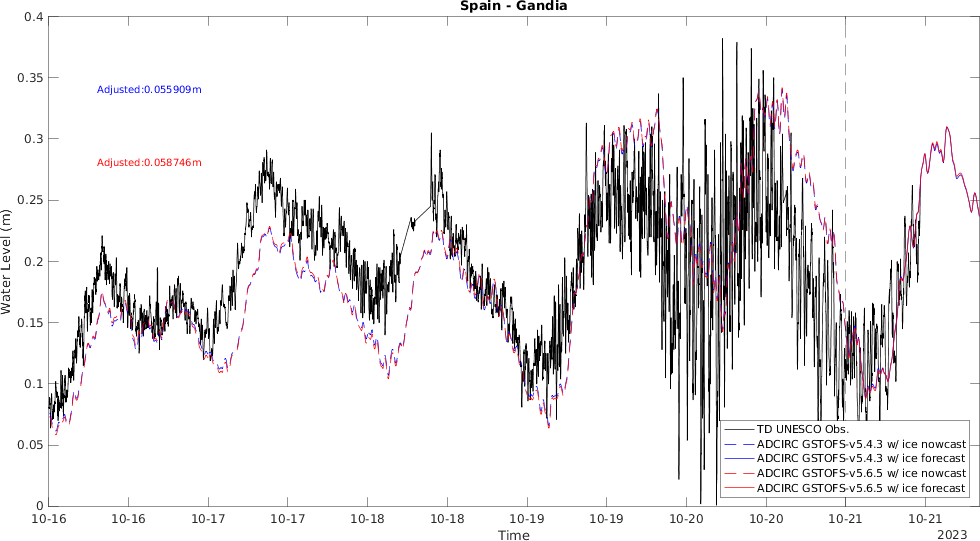 Spain - Gandia
0.4
0.35
0.3
0.25
0.2
0.15
0.1
0.05
0
Water Level (m)
Adjusted:0.055909m
Adjusted:0.058746m
TD UNESCO Obs.
ADCIRC GSTOFS-v5.4.3 w/ ice nowcast
ADCIRC GSTOFS-v5.4.3 w/ ice forecast
ADCIRC GSTOFS-v5.6.5 w/ ice nowcast
ADCIRC GSTOFS-v5.6.5 w/ ice forecast
10-16 10-16 10-17 10-17 10-18 10-18 10-19 10-19 10-20 10-20 10-21 10-21
Time
2023